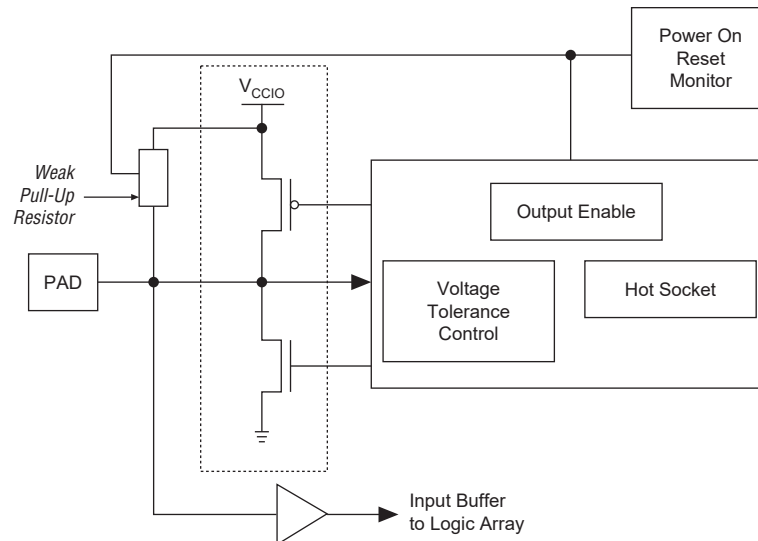 Power On
Reset
Monitor
V_CCIO
Weak
Pull-Up
Resistor
Output Enable
PAD
Voltage
Tolerance
Control
Hot Socket
Input Buffer
to Logic Array